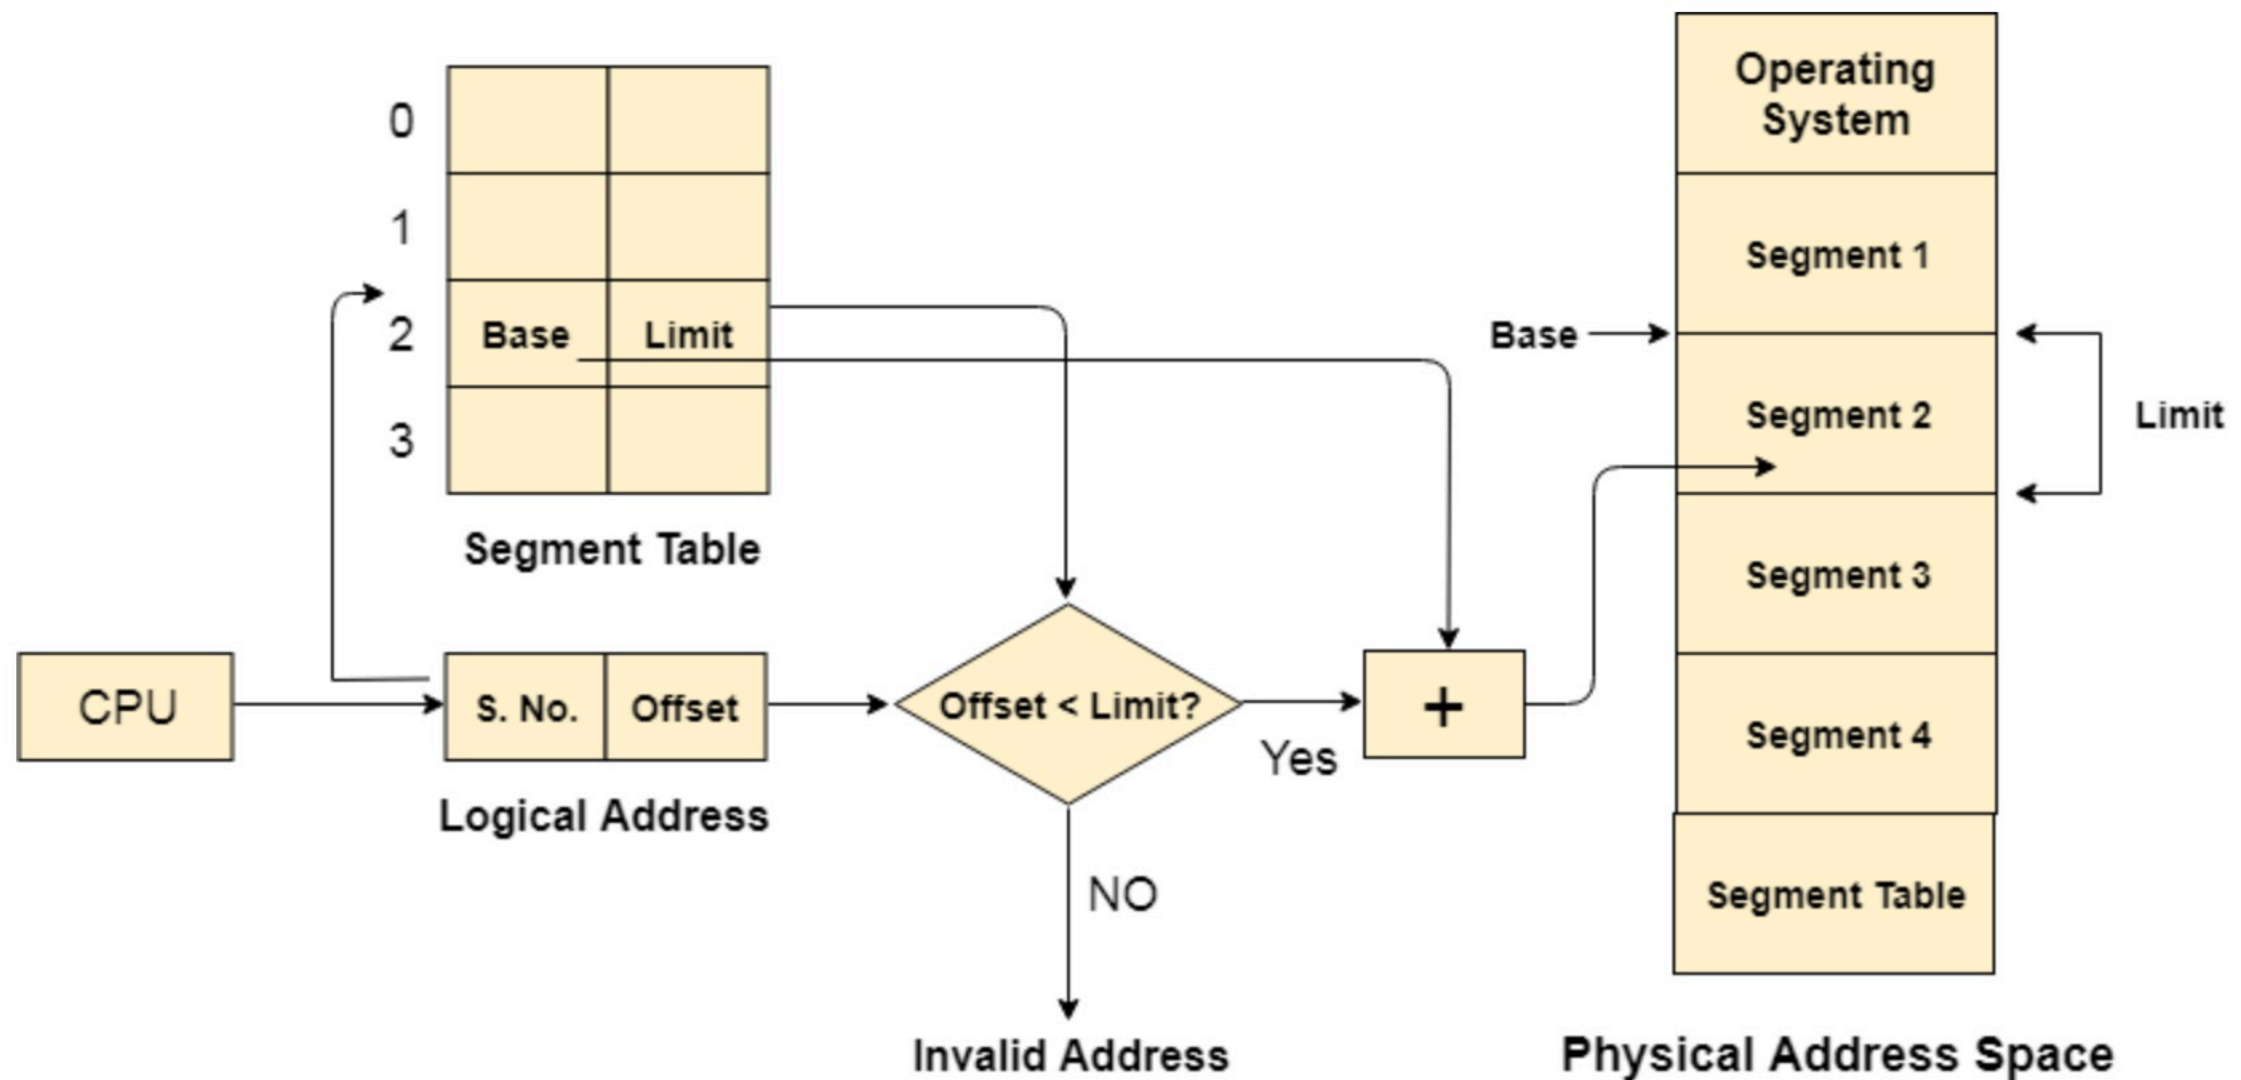 Operating
System
0
1
Segment 1
2
Base
Limit
Base
Segment 2
Limit
3
Segment Table
Segment 3
CPU
S. No.
Offset
Offset < Limit?
+
Yes
Segment 4
Logical Address
NO
Segment Table
Invalid Address
Physical Address Space